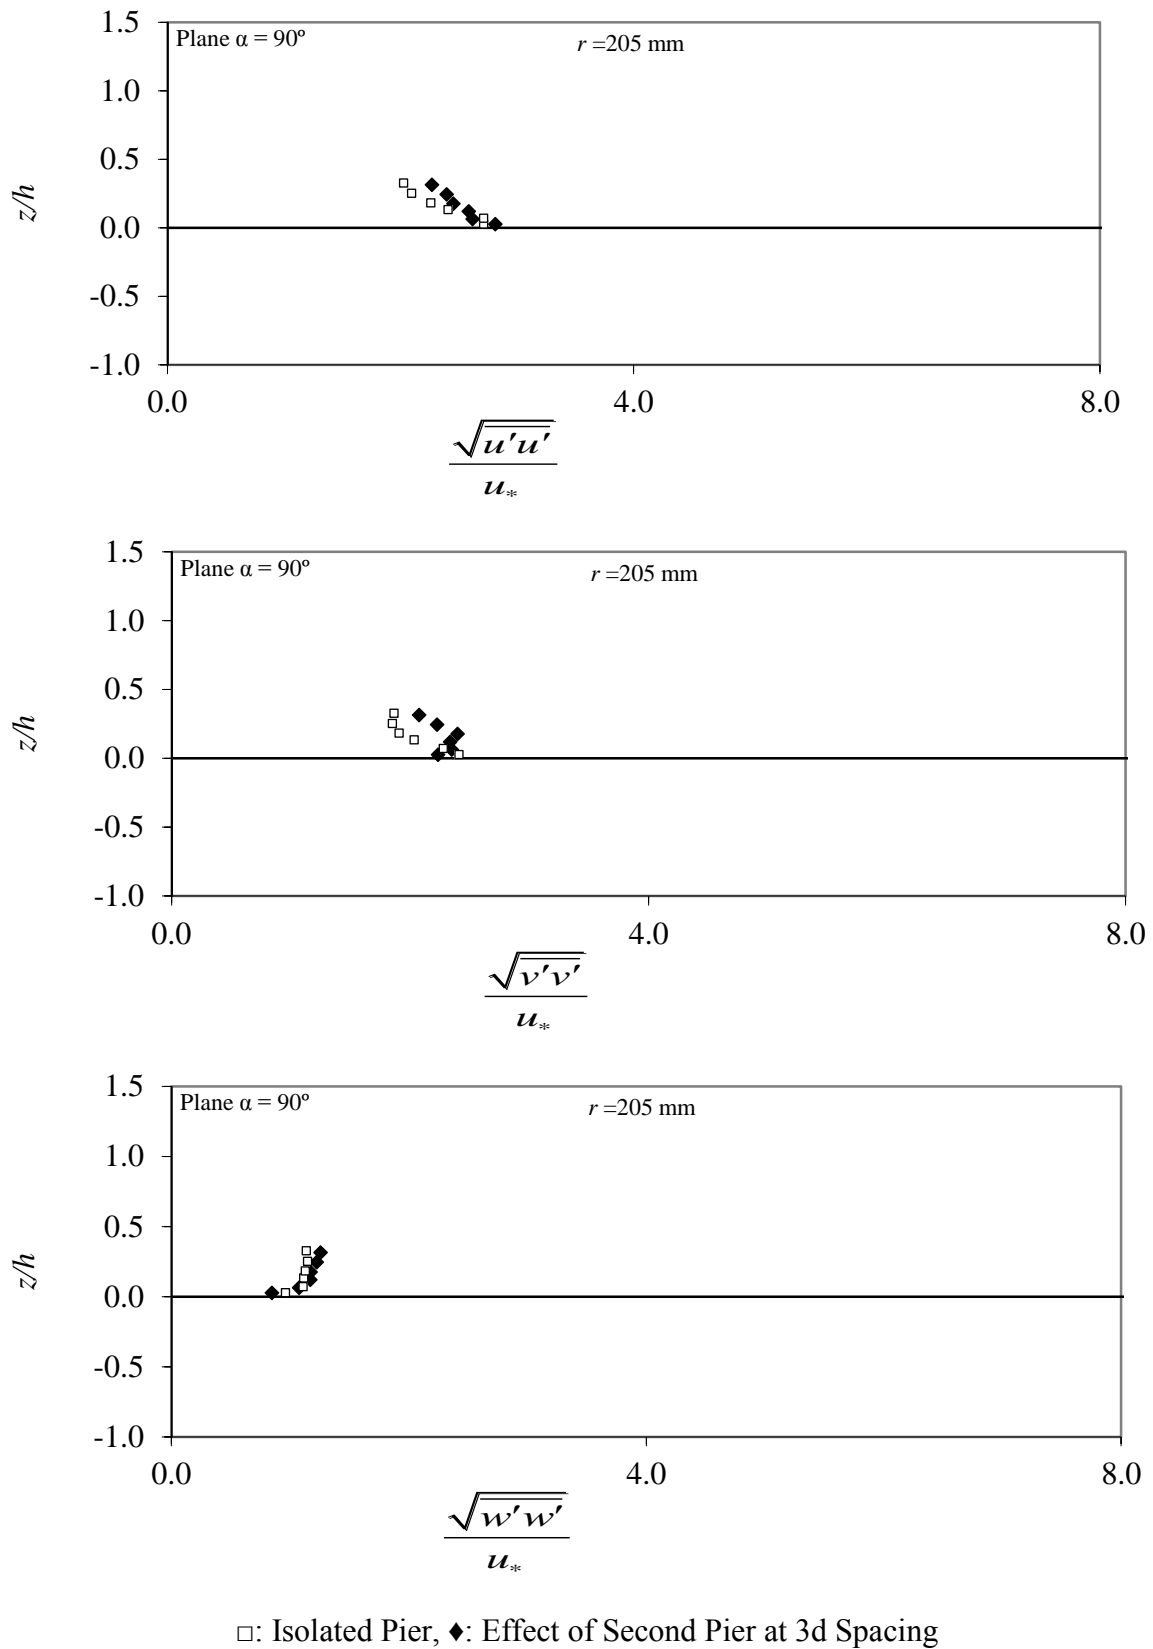 1.5
Plane α = 90º
r =205 mm
1.0
0.5
z/h
0.0
-0.5
-1.0
0.0 4.0 8.0
√u'u'
u*
1.5
Plane α = 90º
r =205 mm
1.0
0.5
z/h
0.0
-0.5
-1.0
0.0 4.0 8.0
√v'v'
u*
1.5
Plane α = 90º
r =205 mm
1.0
0.5
z/h
0.0
-0.5
-1.0
0.0 4.0 8.0
√w'w'
u*
□: Isolated Pier, ♦: Effect of Second Pier at 3d Spacing